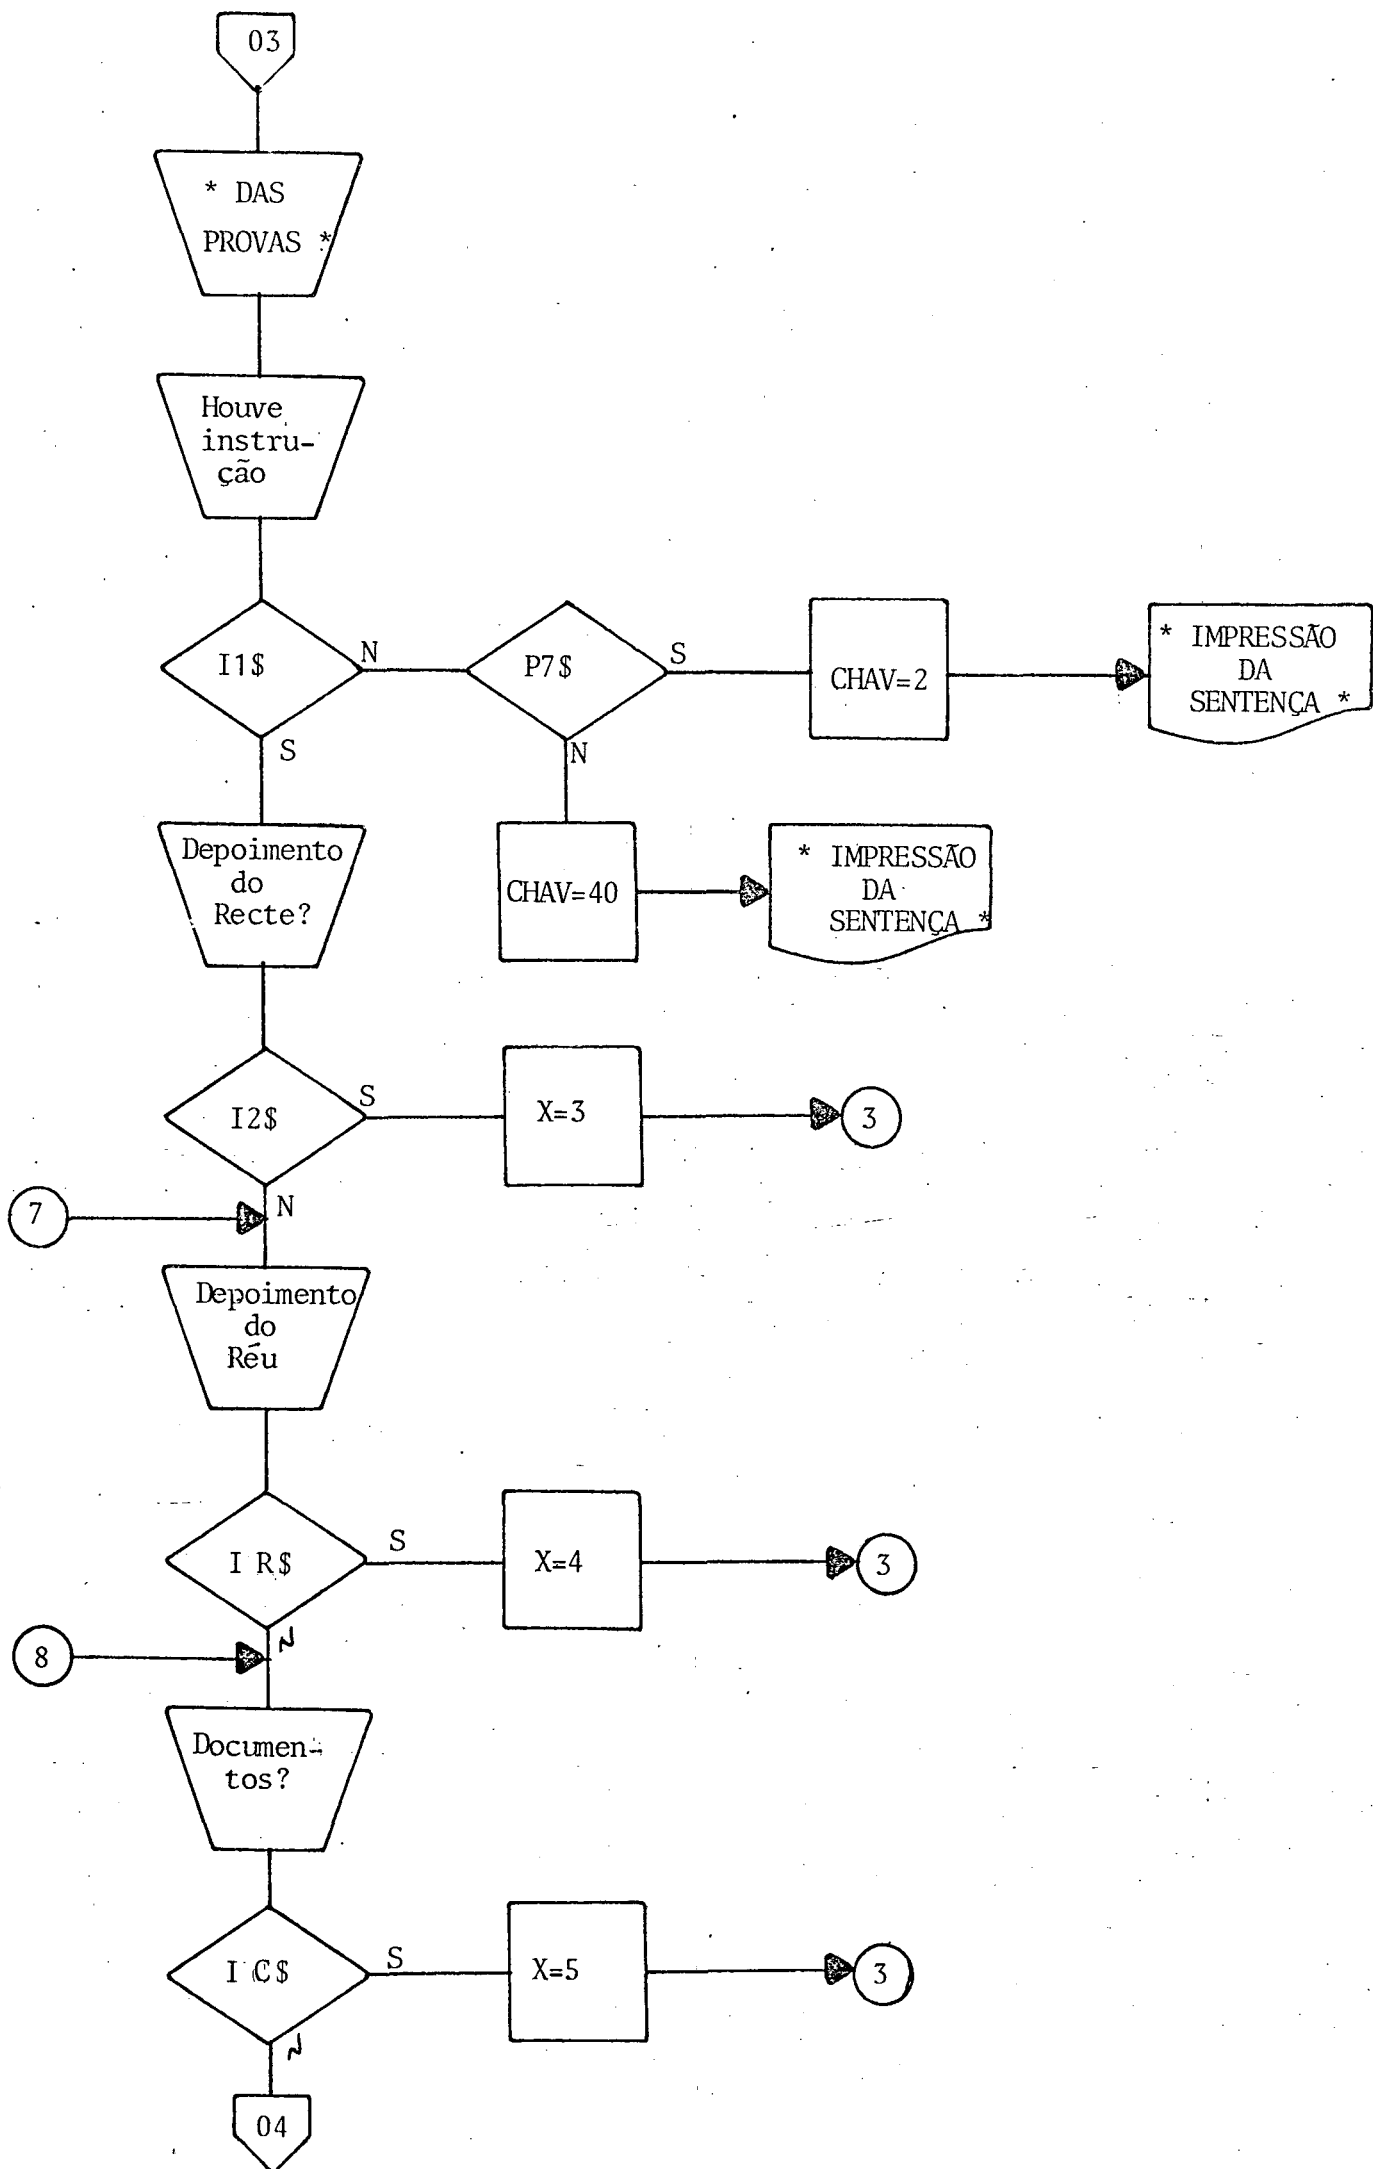 03
* DAS
PROVAS *
Houve
instru-
ção
I1$
N
P7$
S
CHAV=2
* IMPRESSÃO
DA
SENTENÇA *
S
N
Depoimento
do
Recte?
CHAV=40
* IMPRESSÃO
DA
SENTENÇA *
I2$
S
X=3
3
7
N
Depoimento
do
Réu
I R$
S
X=4
3
8
N
Documen-
tos?
I C$
S
X=5
3
N
04